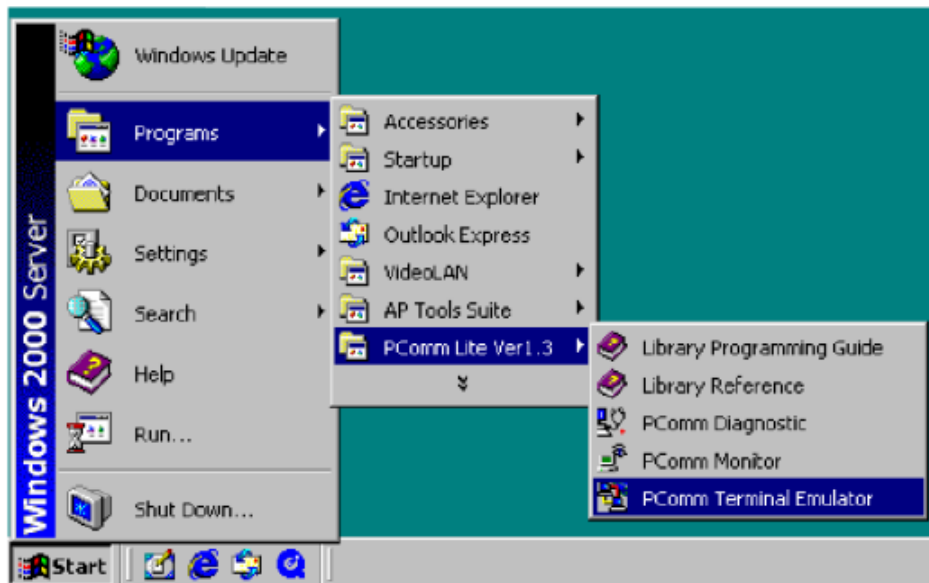 Windows 2000 Server
Windows Update
Programs
Documents
Settings
Search
Help
Run...
Shut Down...
Accessories
Startup
Internet Explorer
Outlook Express
VideoLAN
AP Tools Suite
PComm Lite Ver1.3
Library Programming Guide
Library Reference
PComm Diagnostic
PComm Monitor
PComm Terminal Emulator
Start